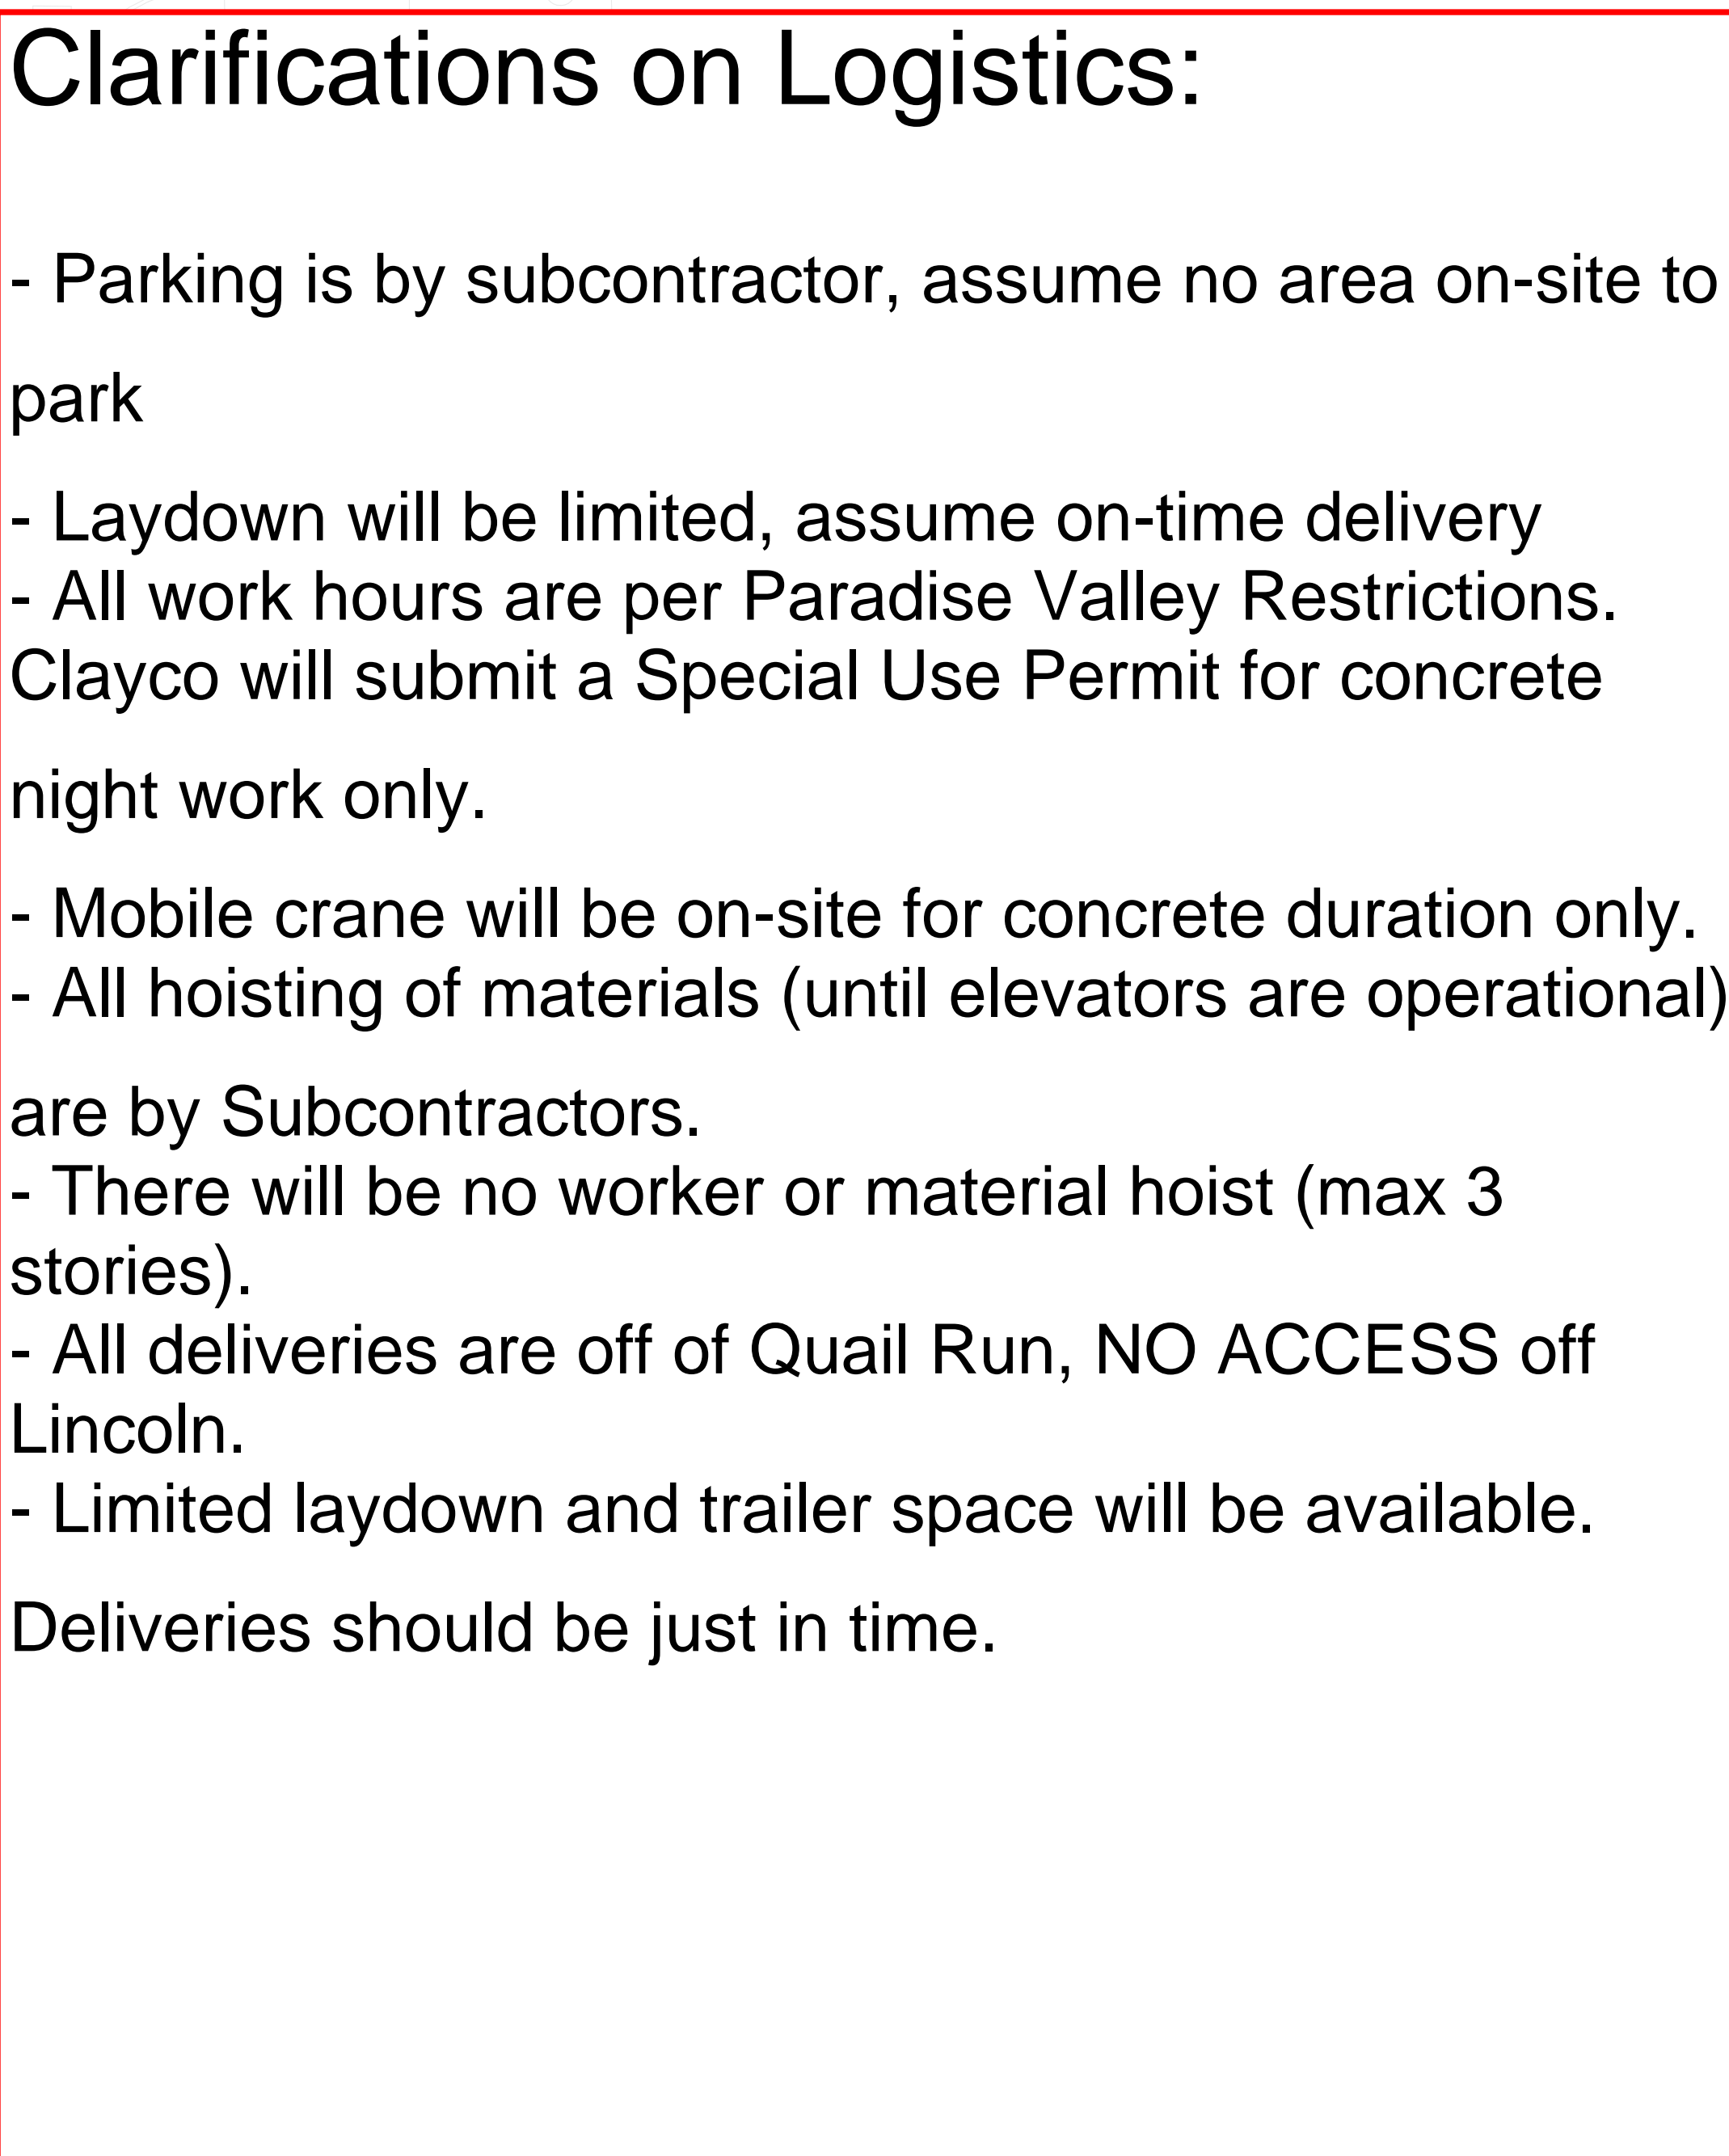 Clarifications on Logistics:
- Parking is by subcontractor, assume no area on-site to
park
- Laydown will be limited, assume on-time delivery
- All work hours are per Paradise Valley Restrictions.
Clayco will submit a Special Use Permit for concrete
night work only.
- Mobile crane will be on-site for concrete duration only.
- All hoisting of materials (until elevators are operational)
are by Subcontractors.
- There will be no worker or material hoist (max 3
stories).
- All deliveries are off of Quail Run, NO ACCESS off
Lincoln.
- Limited laydown and trailer space will be available.
Deliveries should be just in time.